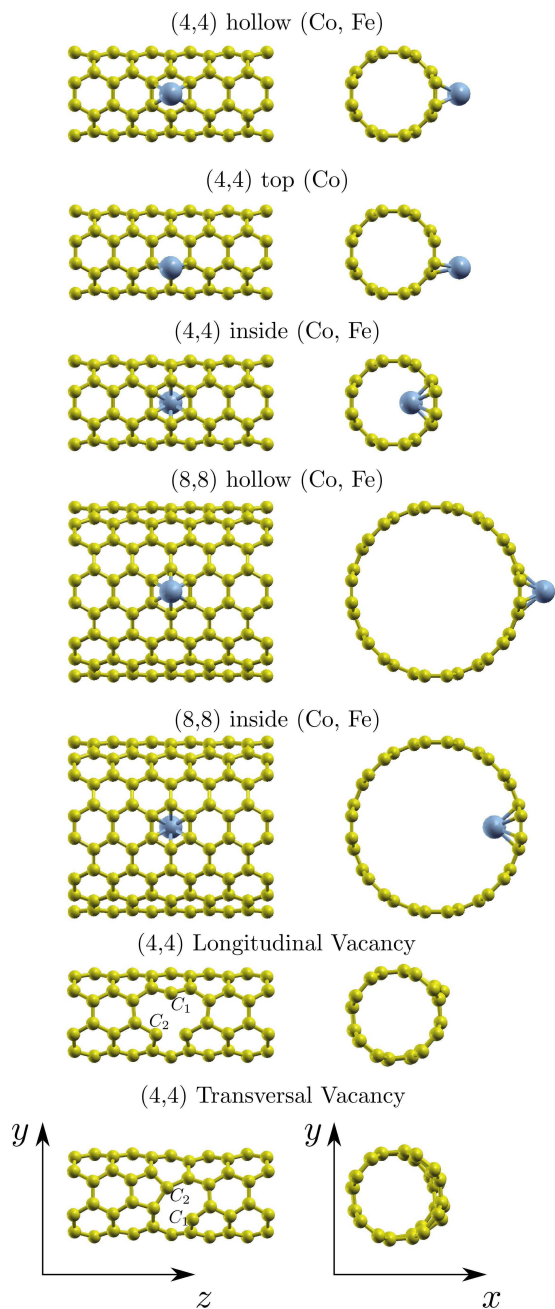 (4,4) hollow (Co, Fe)
(4,4) top (Co)
(4,4) inside (Co, Fe)
(8,8) hollow (Co, Fe)
(8,8) inside (Co, Fe)
(4,4) Longitudinal Vacancy
C₁
C₂
(4,4) Transversal Vacancy
y y
C₂
C₁
z x